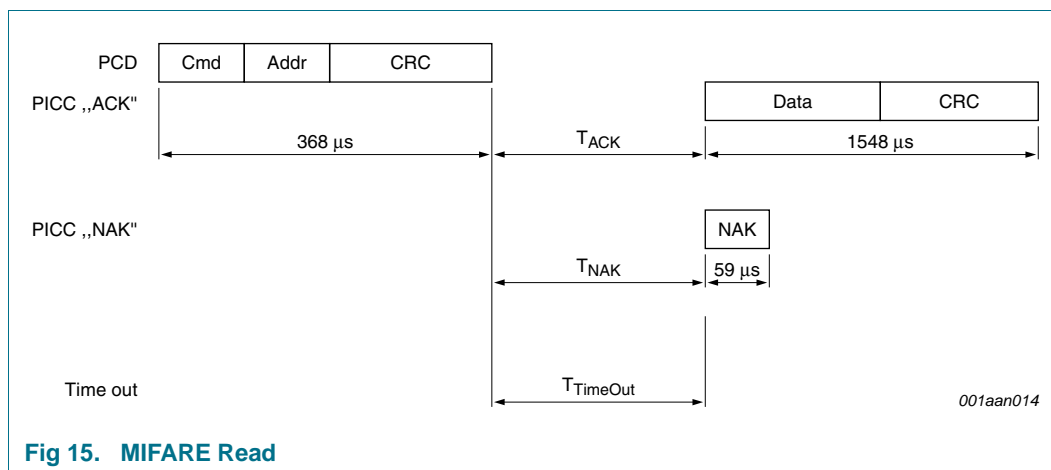 PCD Cmd Addr CRC
PICC ,,ACK" Data CRC
368 µs TACK 1548 µs
PICC ,,NAK" NAK
TNAK 59 µs
Time out TTimeOut 001aan014
Fig 15. MIFARE Read